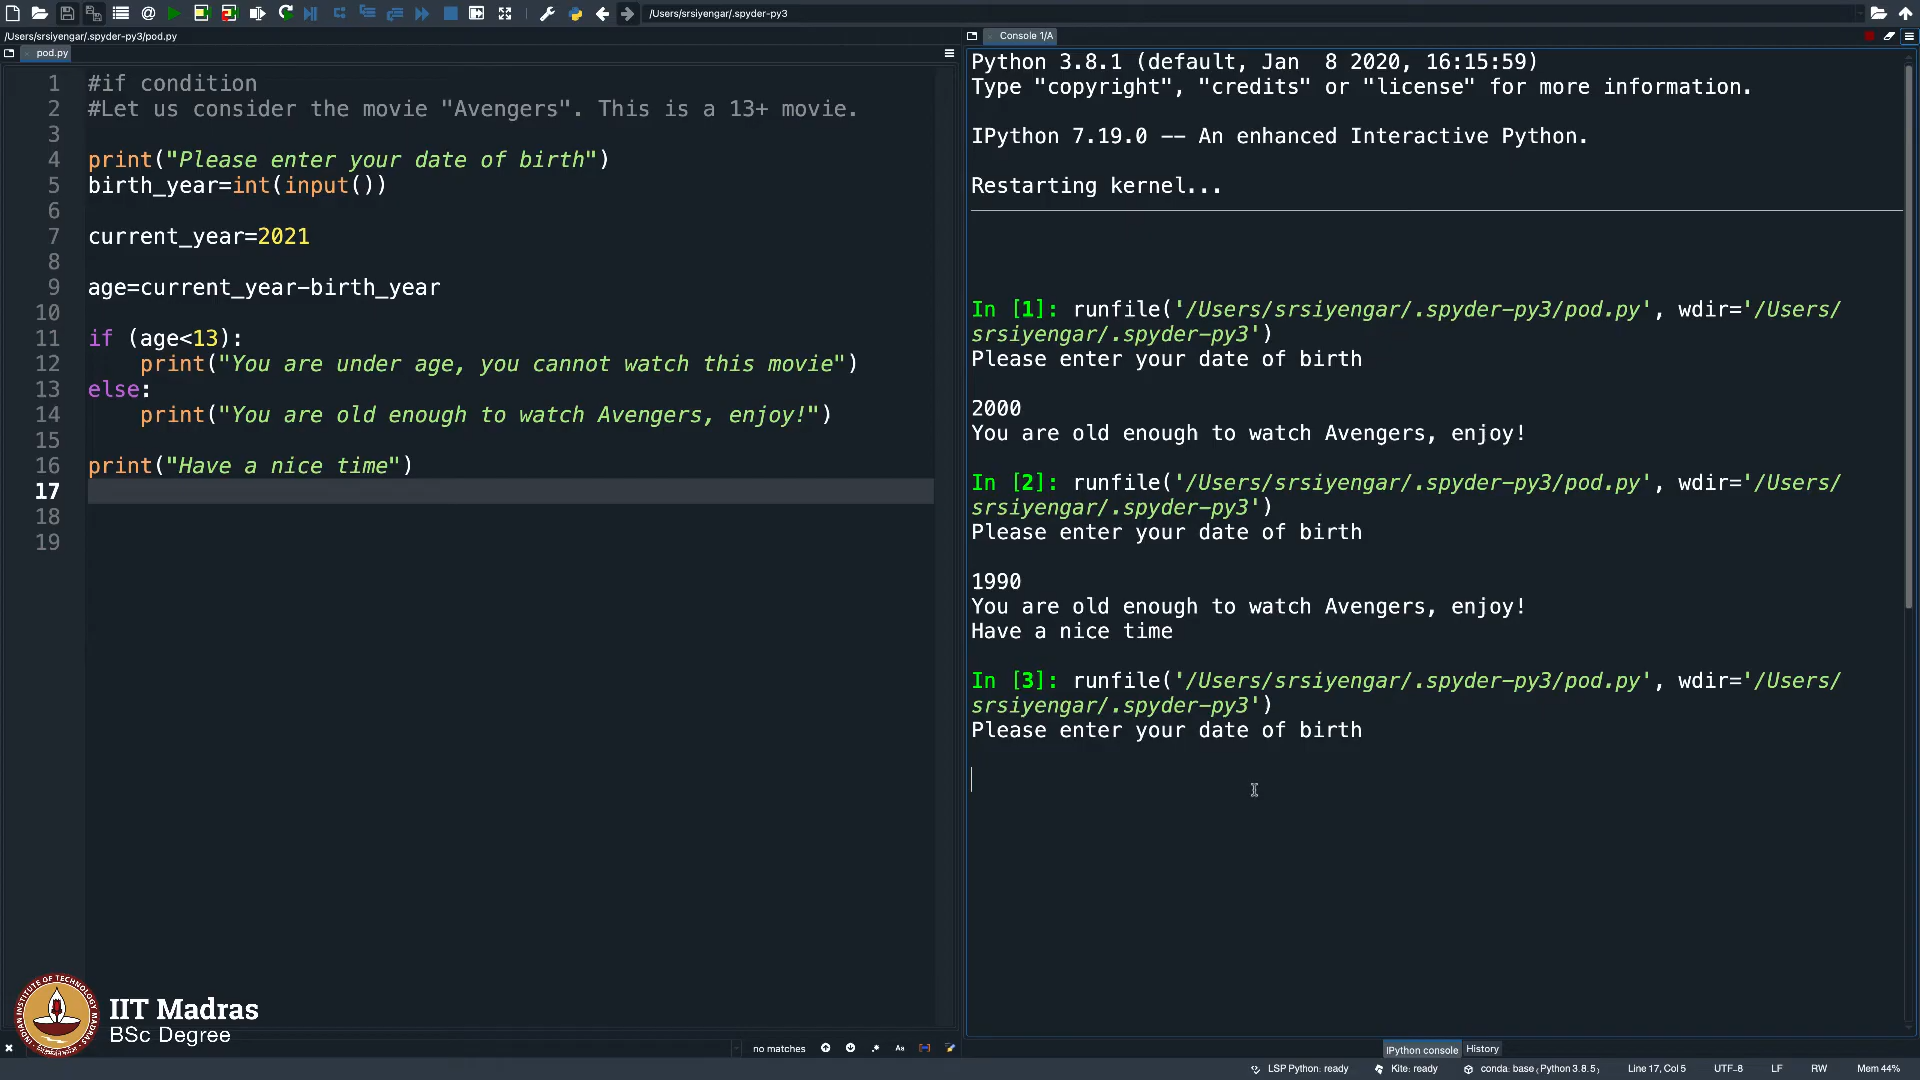 /Users/srsiyengar/.spyder-py3
/Users/srsiyengar/.spyder-py3/pod.py
pod.py
1 #if condition
2 #Let us consider the movie "Avengers". This is a 13+ movie.
3
4 print("Please enter your date of birth")
5 birth_year=int(input())
6
7 current_year=2021
8
9 age=current_year-birth_year
10
11 if (age<13):
12     print("You are under age, you cannot watch this movie")
13 else:
14     print("You are old enough to watch Avengers, enjoy!")
15
16 print("Have a nice time")
17
18
19
IIT Madras
BSc Degree
INDIAN INSTITUTE OF TECHNOLOGY MADRAS
no matches
Aa
Console 1/A
Python 3.8.1 (default, Jan  8 2020, 16:15:59)
Type "copyright", "credits" or "license" for more information.
IPython 7.19.0 -- An enhanced Interactive Python.
Restarting kernel...
In [1]: runfile('/Users/srsiyengar/.spyder-py3/pod.py', wdir='/Users/
srsiyengar/.spyder-py3')
Please enter your date of birth
2000
You are old enough to watch Avengers, enjoy!
In [2]: runfile('/Users/srsiyengar/.spyder-py3/pod.py', wdir='/Users/
srsiyengar/.spyder-py3')
Please enter your date of birth
1990
You are old enough to watch Avengers, enjoy!
Have a nice time
In [3]: runfile('/Users/srsiyengar/.spyder-py3/pod.py', wdir='/Users/
srsiyengar/.spyder-py3')
Please enter your date of birth
IPython console History
LSP Python: ready Kite: ready conda: base (Python 3.8.5) Line 17, Col 5 UTF-8 LF RW Mem 44%